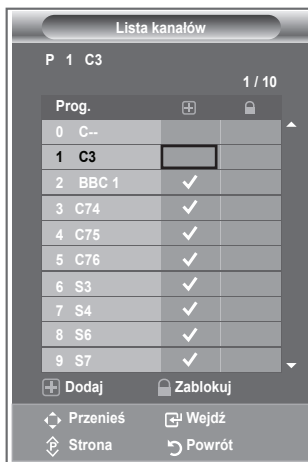 Lista kanałów
P 1 C3
1 / 10
Prog.
0 C--
1 C3
2 BBC 1
3 C74
4 C75
5 C76
6 S3
7 S4
8 S6
9 S7
Dodaj Zablokuj
Przenieś Wejdź
P Strona Powrót